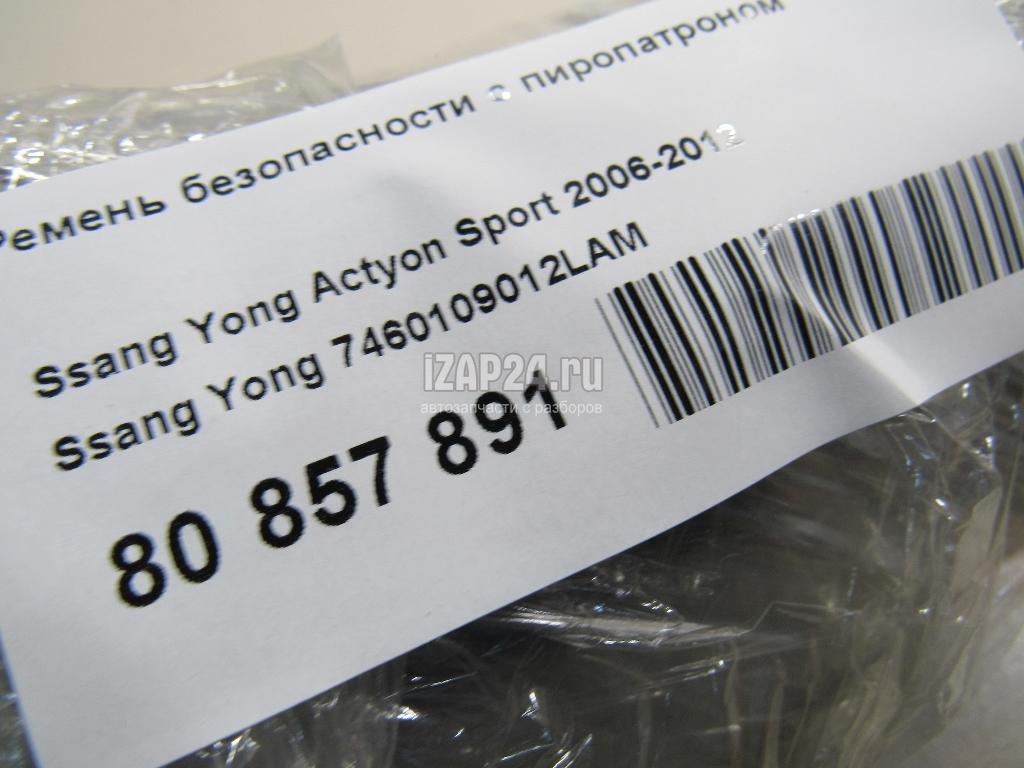 Ремень безопасности с пиропатроном
Ssang Yong Actyon Sport 2006-2012
Ssang Yong 7460109012LAM
80 857 891
iZAP24.ru
автозапчасти с разборов